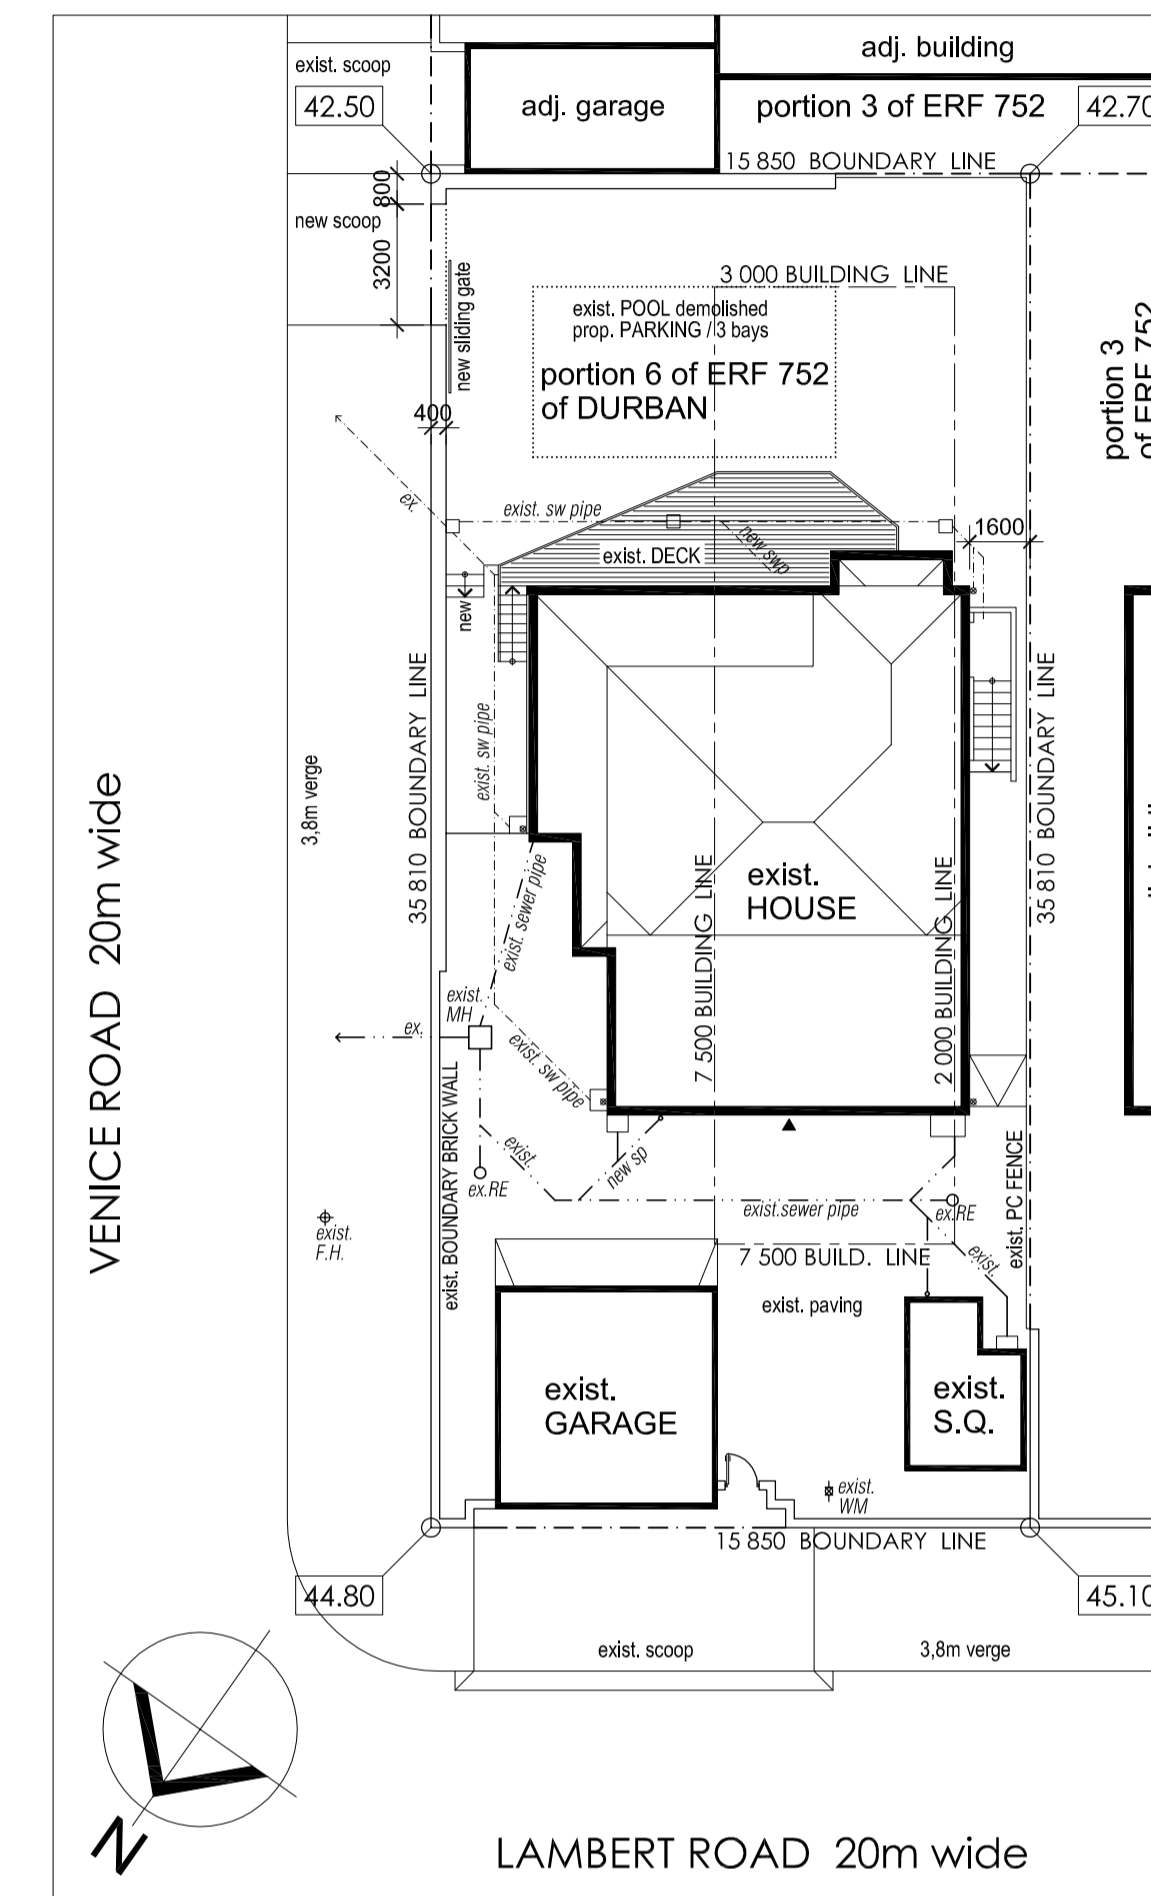 adj. building
exist. scoop
42.50
adj. garage
portion 3 of ERF 752
42.70
15 850 BOUNDARY LINE
800
new scoop
3200
new sliding gate
3 000 BUILDING LINE
exist. POOL demolished
prop. PARKING / 3 bays
portion 6 of ERF 752
of DURBAN
portion 3
of ERF 752
400
ex.
exist. sw pipe
new swp
1600
exist. DECK
new
35 810 BOUNDARY LINE
exist. sw pipe
35 810 BOUNDARY LINE
3,8m verge
VENICE ROAD 20m wide
exist. sewer pipe
exist.
HOUSE
7 500 BUILDING LINE
2 000 BUILDING LINE
exist.
MH
ex.
exist. sw pipe
exist. BOUNDARY BRICK WALL
exist.
new sp
ex.RE
exist.sewer pipe
ex.RE
exist. PC FENCE
exist.
F.H.
7 500 BUILD. LINE
exist.
exist. paving
exist.
GARAGE
exist.
S.Q.
exist.
WM
15 850 BOUNDARY LINE
44.80
45.10
exist. scoop
3,8m verge
N
LAMBERT ROAD 20m wide